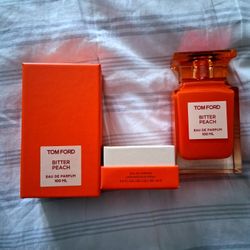 TOM FORD
BITTER
PEACH
EAU DE PARFUM
100 ML
TOM FORD
BITTER
PEACH
EAU DE PARFUM
100 ML